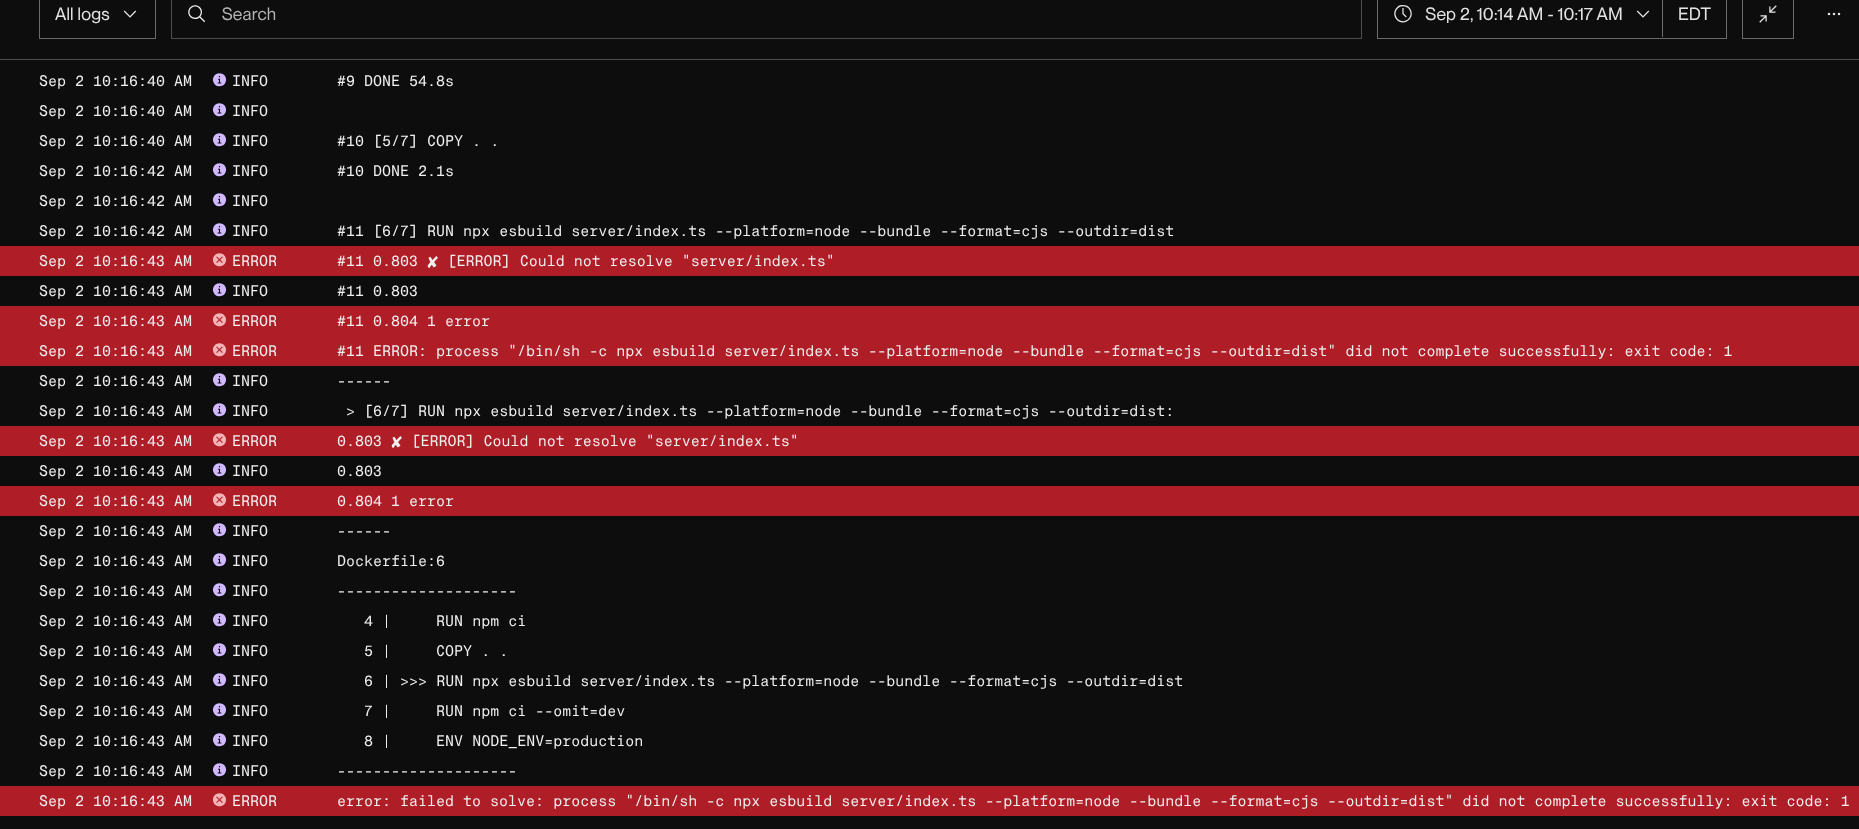 All logs Search Sep 2, 10:14 AM - 10:17 AM EDT ...
Sep 2 10:16:40 AM INFO #9 DONE 54.8s
Sep 2 10:16:40 AM INFO
Sep 2 10:16:40 AM INFO #10 [5/7] COPY . .
Sep 2 10:16:42 AM INFO #10 DONE 2.1s
Sep 2 10:16:42 AM INFO
Sep 2 10:16:42 AM INFO #11 [6/7] RUN npx esbuild server/index.ts --platform=node --bundle --format=cjs --outdir=dist
Sep 2 10:16:43 AM ERROR #11 0.803 ✘ [ERROR] Could not resolve "server/index.ts"
Sep 2 10:16:43 AM INFO #11 0.803
Sep 2 10:16:43 AM ERROR #11 0.804 1 error
Sep 2 10:16:43 AM ERROR #11 ERROR: process "/bin/sh -c npx esbuild server/index.ts --platform=node --bundle --format=cjs --outdir=dist" did not complete successfully: exit code: 1
Sep 2 10:16:43 AM INFO ------
Sep 2 10:16:43 AM INFO > [6/7] RUN npx esbuild server/index.ts --platform=node --bundle --format=cjs --outdir=dist:
Sep 2 10:16:43 AM ERROR 0.803 ✘ [ERROR] Could not resolve "server/index.ts"
Sep 2 10:16:43 AM INFO 0.803
Sep 2 10:16:43 AM ERROR 0.804 1 error
Sep 2 10:16:43 AM INFO ------
Sep 2 10:16:43 AM INFO Dockerfile:6
Sep 2 10:16:43 AM INFO --------------------
Sep 2 10:16:43 AM INFO 4 | RUN npm ci
Sep 2 10:16:43 AM INFO 5 | COPY . .
Sep 2 10:16:43 AM INFO 6 | >>> RUN npx esbuild server/index.ts --platform=node --bundle --format=cjs --outdir=dist
Sep 2 10:16:43 AM INFO 7 | RUN npm ci --omit=dev
Sep 2 10:16:43 AM INFO 8 | ENV NODE_ENV=production
Sep 2 10:16:43 AM INFO --------------------
Sep 2 10:16:43 AM ERROR error: failed to solve: process "/bin/sh -c npx esbuild server/index.ts --platform=node --bundle --format=cjs --outdir=dist" did not complete successfully: exit code: 1